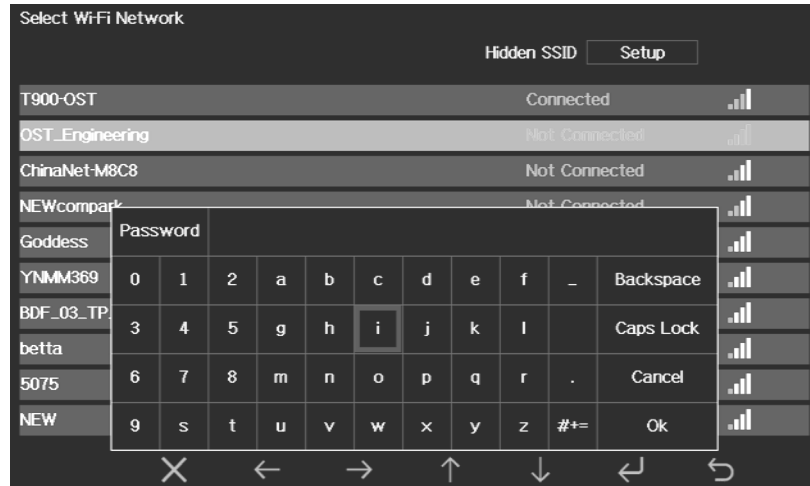 Select Wi-Fi Network
Hidden SSID Setup
T900-OST Connected
OST_Engineering Not Connected
ChinaNet-M8C8 Not Connected
NEWcompark Not Connected
Goddess
YNMM369
BDF_03_TP
betta
5075
NEW
Password
0 1 2 a b c d e f _ Backspace
3 4 5 g h i j k l Caps Lock
6 7 8 m n o p q r . Cancel
9 s t u v w x y z #+= Ok